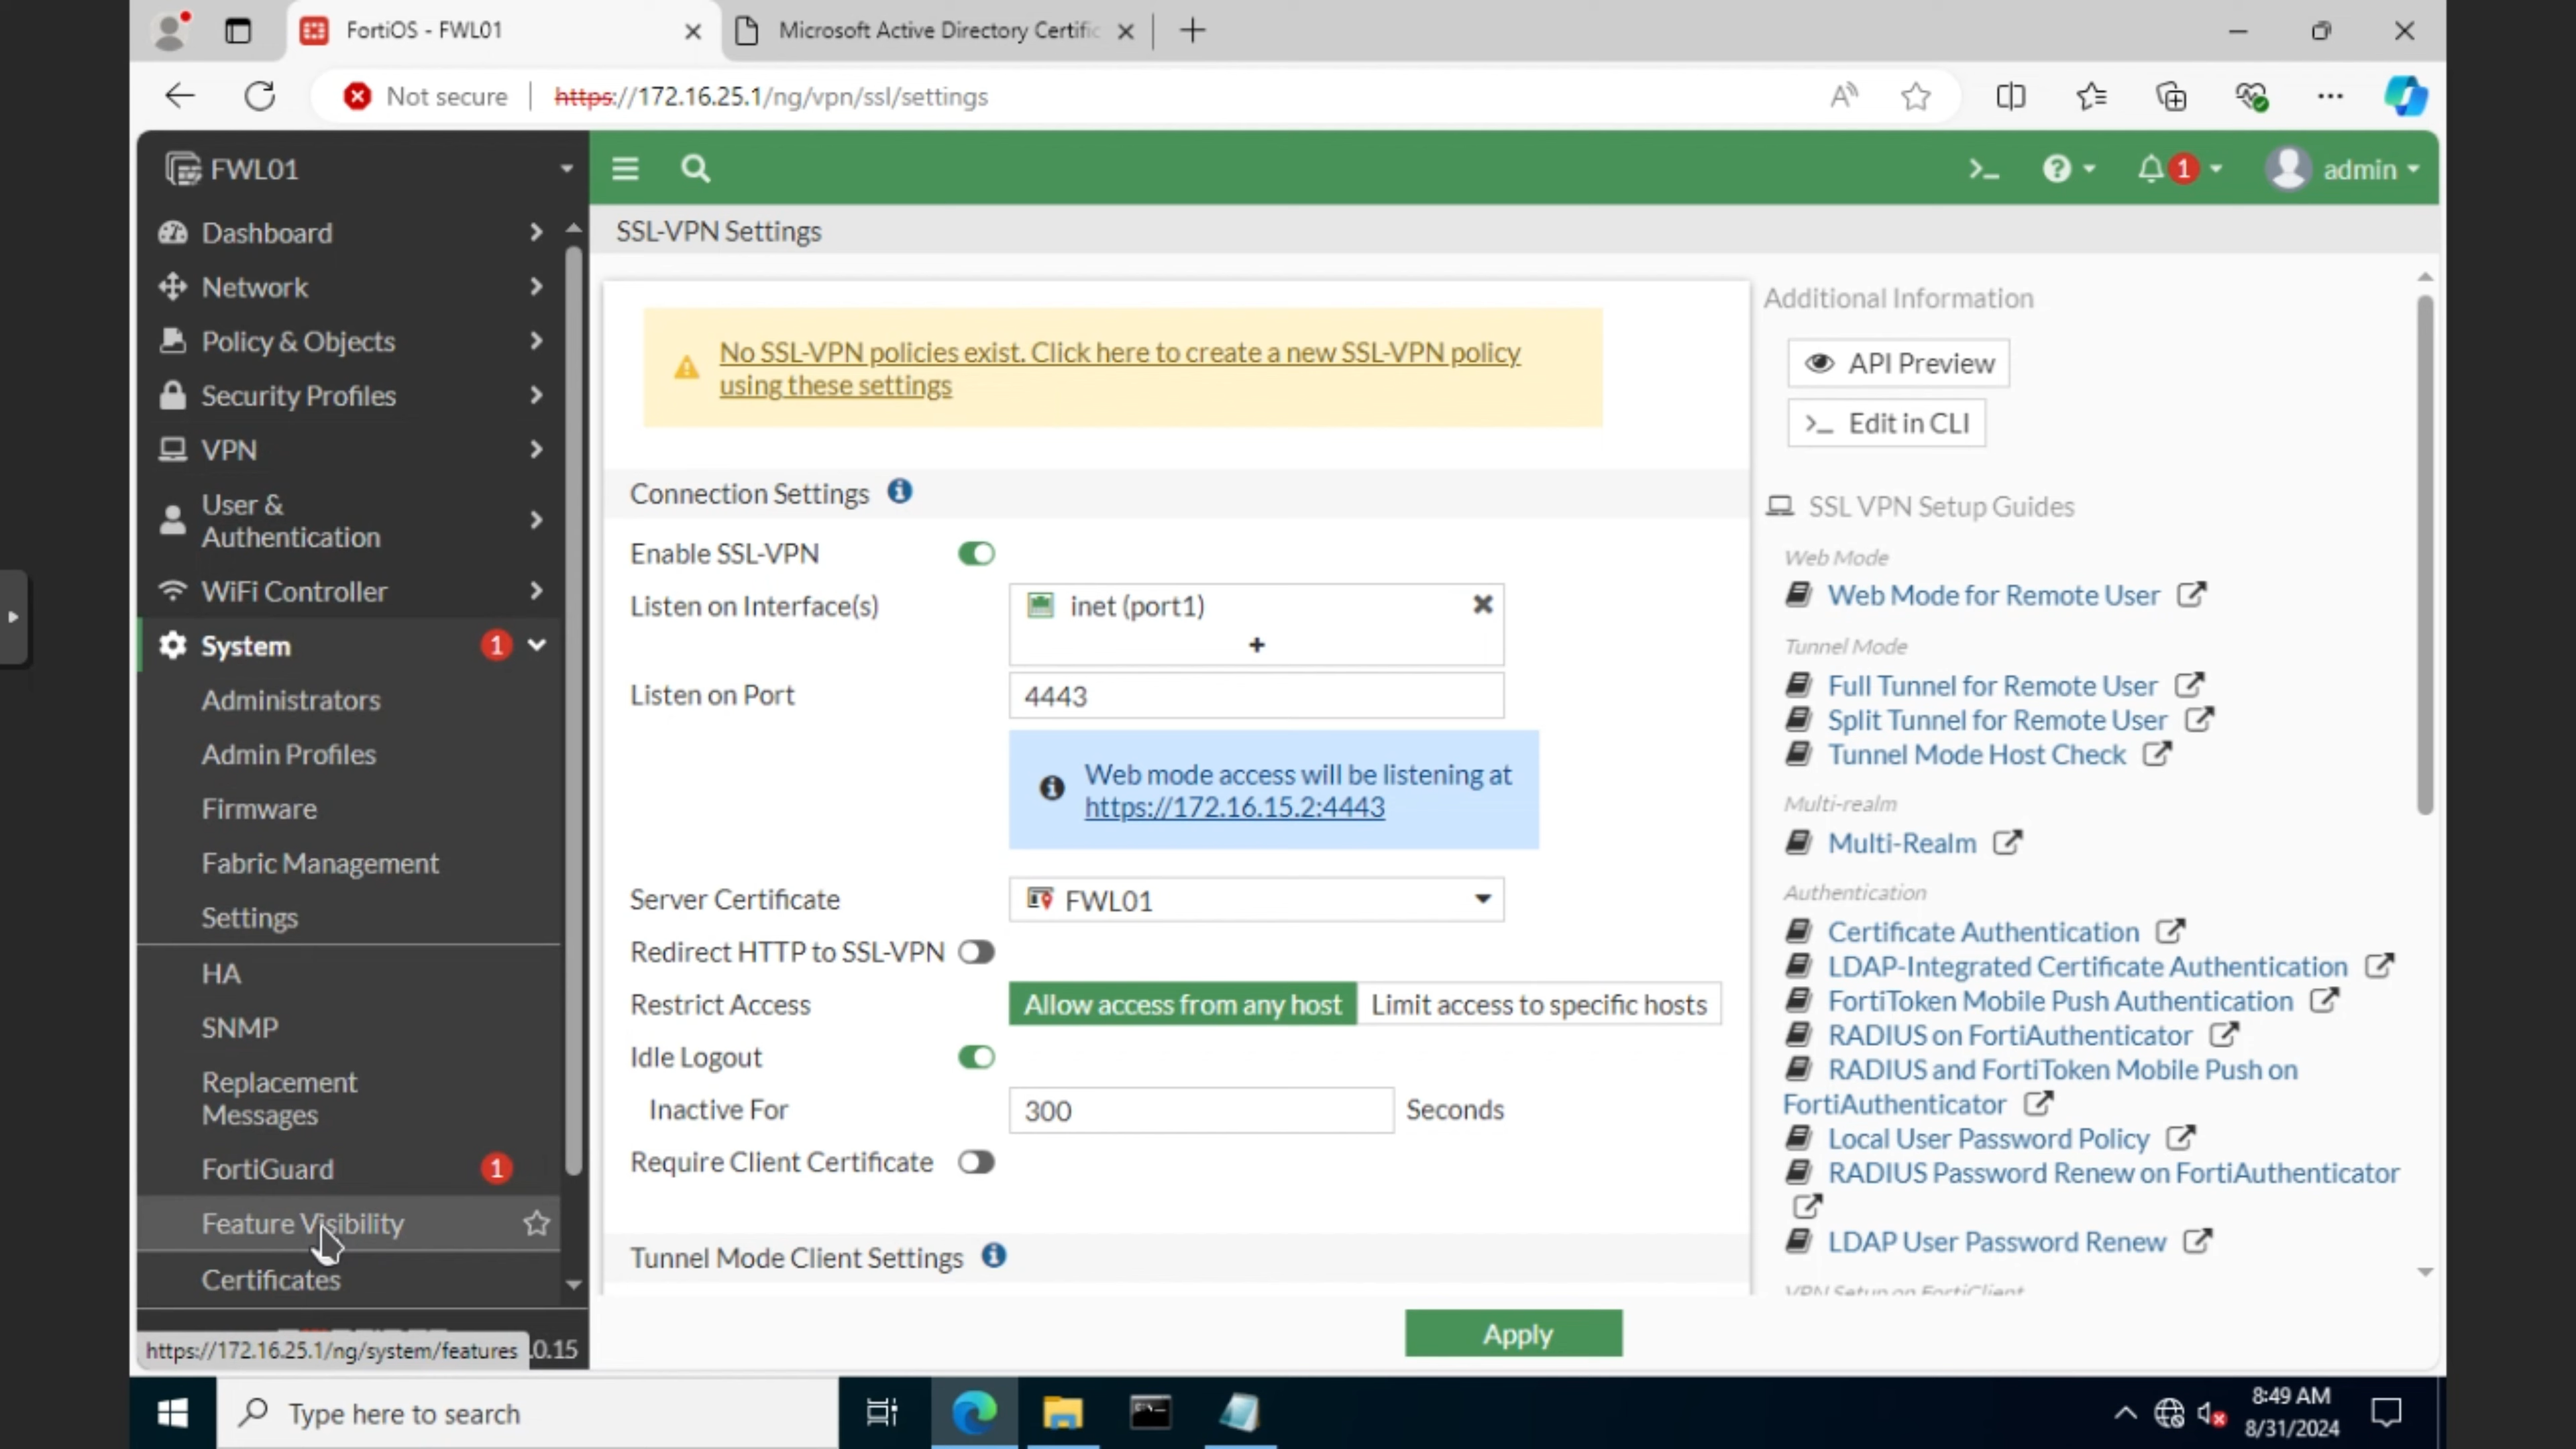 FortiOS - FWL01
Microsoft Active Directory Certific
Not secure
https://172.16.25.1/ng/vpn/ssl/settings
FWL01
1
admin
Dashboard
Network
Policy & Objects
Security Profiles
VPN
User &
Authentication
WiFi Controller
System 1
Administrators
Admin Profiles
Firmware
Fabric Management
Settings
HA
SNMP
Replacement
Messages
FortiGuard 1
Feature Visibility
Certificates
https://172.16.25.1/ng/system/features
.0.15
SSL-VPN Settings
No SSL-VPN policies exist. Click here to create a new SSL-VPN policy
using these settings
Connection Settings
Enable SSL-VPN
Listen on Interface(s) inet (port1)
+
Listen on Port 4443
Web mode access will be listening at
https://172.16.15.2:4443
Server Certificate FWL01
Redirect HTTP to SSL-VPN
Restrict Access Allow access from any host Limit access to specific hosts
Idle Logout
Inactive For 300 Seconds
Require Client Certificate
Tunnel Mode Client Settings
Apply
Additional Information
API Preview
>_ Edit in CLI
SSL VPN Setup Guides
Web Mode
Web Mode for Remote User
Tunnel Mode
Full Tunnel for Remote User
Split Tunnel for Remote User
Tunnel Mode Host Check
Multi-realm
Multi-Realm
Authentication
Certificate Authentication
LDAP-Integrated Certificate Authentication
FortiToken Mobile Push Authentication
RADIUS on FortiAuthenticator
RADIUS and FortiToken Mobile Push on
FortiAuthenticator
Local User Password Policy
RADIUS Password Renew on FortiAuthenticator
LDAP User Password Renew
VPN Setup on FortiClient
Type here to search
8:49 AM
8/31/2024